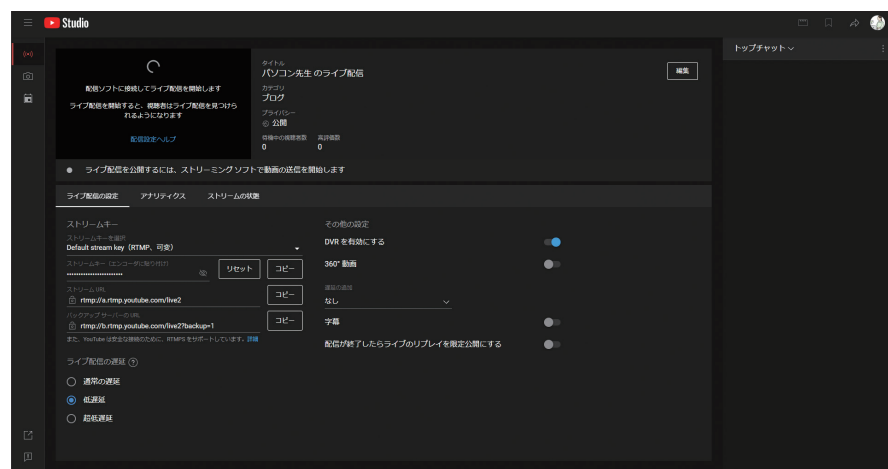 Studio
トップチャット
配信ソフトに接続してライブ配信を開始します
ライブ配信を開始すると、視聴者はライブ配信を見つけら
れるようになります
配信設定ヘルプ
タイトル
パソコン先生 のライブ配信
編集
カテゴリ
ブログ
プライバシー
公開
待機中の視聴者数 高評価数
0 0
ライブ配信を公開するには、ストリーミング ソフトで動画の送信を開始します
ライブ配信の設定 アナリティクス ストリームの状態
ストリームキー
ストリームキーを選択
Default stream key（RTMP、可変）
ストリームキー（エンコーダに貼り付け）
リセット コピー
ストリーム URL
rtmp://a.rtmp.youtube.com/live2
コピー
バックアップ サーバーの URL
rtmp://b.rtmp.youtube.com/live2?backup=1
コピー
また、YouTube は安全な接続のために、RTMPS をサポートしています。詳細
ライブ配信の遅延
通常の遅延
低遅延
超低遅延
その他の設定
DVR を有効にする
360° 動画
遅延の追加
なし
字幕
配信が終了したらライブのリプレイを限定公開にする